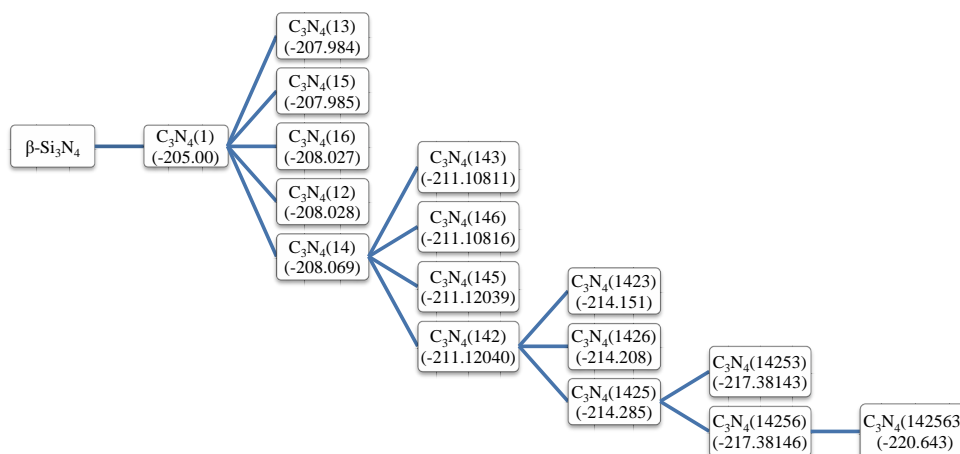 β-Si₃N₄
C₃N₄(1)
(-205.00)
C₃N₄(13)
(-207.984)
C₃N₄(15)
(-207.985)
C₃N₄(16)
(-208.027)
C₃N₄(12)
(-208.028)
C₃N₄(14)
(-208.069)
C₃N₄(143)
(-211.10811)
C₃N₄(146)
(-211.10816)
C₃N₄(145)
(-211.12039)
C₃N₄(142)
(-211.12040)
C₃N₄(1423)
(-214.151)
C₃N₄(1426)
(-214.208)
C₃N₄(1425)
(-214.285)
C₃N₄(14253)
(-217.38143)
C₃N₄(14256)
(-217.38146)
C₃N₄(142563
(-220.643)